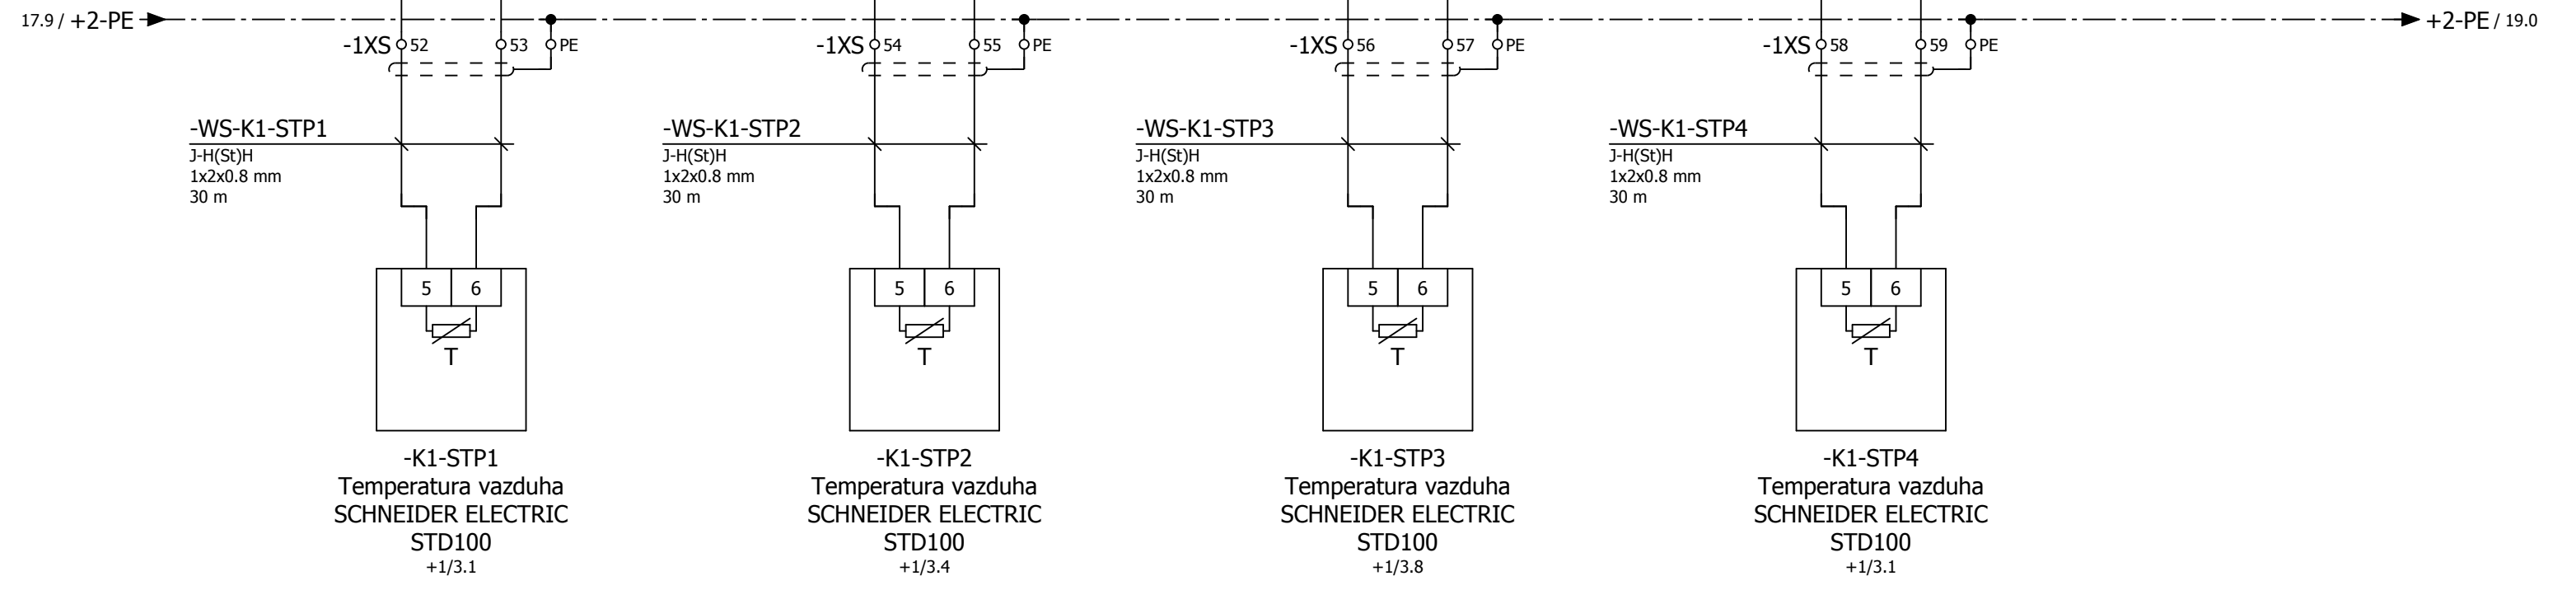 17.9 / +2-PE
+2-PE / 19.0
-1XS 52 53 PE
-1XS 54 55 PE
-1XS 56 57 PE
-1XS 58 59 PE
-WS-K1-STP1
J-H(St)H
1x2x0.8 mm
30 m
-WS-K1-STP2
J-H(St)H
1x2x0.8 mm
30 m
-WS-K1-STP3
J-H(St)H
1x2x0.8 mm
30 m
-WS-K1-STP4
J-H(St)H
1x2x0.8 mm
30 m
5 6
T
5 6
T
5 6
T
5 6
T
-K1-STP1
Temperatura vazduha
SCHNEIDER ELECTRIC
STD100
+1/3.1
-K1-STP2
Temperatura vazduha
SCHNEIDER ELECTRIC
STD100
+1/3.4
-K1-STP3
Temperatura vazduha
SCHNEIDER ELECTRIC
STD100
+1/3.8
-K1-STP4
Temperatura vazduha
SCHNEIDER ELECTRIC
STD100
+1/3.1